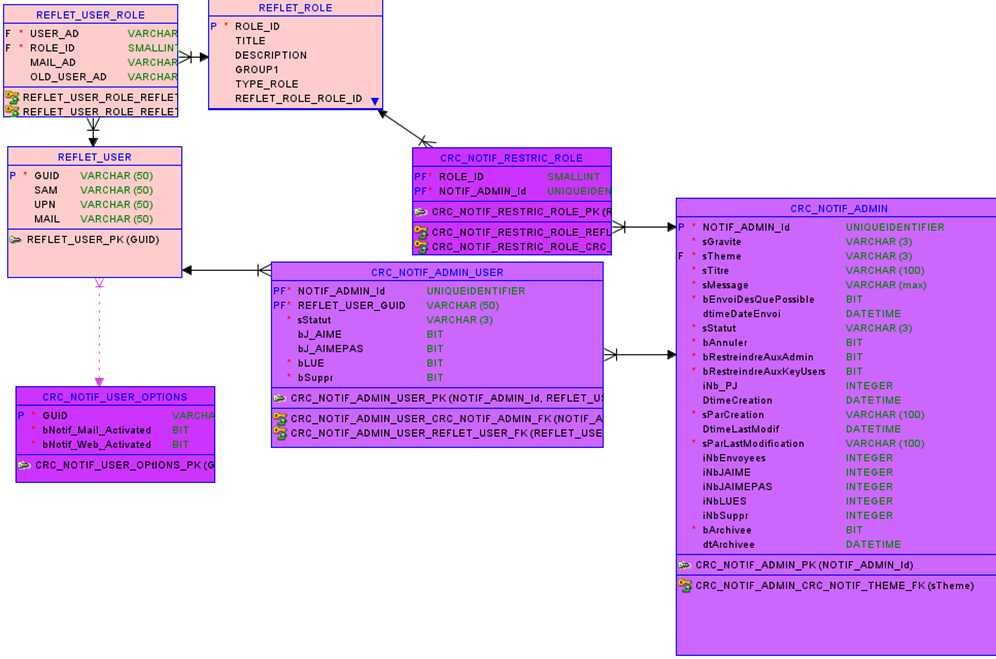 REFLET_USER_ROLE
F * USER_AD VARCHAR
F * ROLE_ID SMALLIN
MAIL_AD VARCHAR
OLD_USER_AD VARCHAR
REFLET_USER_ROLE_REFLET
REFLET_USER_ROLE_REFLET
REFLET_ROLE
P * ROLE_ID
TITLE
DESCRIPTION
GROUP1
TYPE_ROLE
REFLET_ROLE_ROLE_ID
REFLET_USER
P * GUID VARCHAR (50)
SAM VARCHAR (50)
UPN VARCHAR (50)
MAIL VARCHAR (50)
REFLET_USER_PK (GUID)
CRC_NOTIF_RESTRIC_ROLE
PF* ROLE_ID SMALLINT
PF* NOTIF_ADMIN_Id UNIQUEIDEN
CRC_NOTIF_RESTRIC_ROLE_PK (R
CRC_NOTIF_RESTRIC_ROLE_REFL
CRC_NOTIF_RESTRIC_ROLE_CRC_
CRC_NOTIF_ADMIN_USER
PF* NOTIF_ADMIN_Id UNIQUEIDENTIFIER
PF* REFLET_USER_GUID VARCHAR (50)
* sStatut VARCHAR (3)
bJ_AIME BIT
bJ_AIMEPAS BIT
* bLUE BIT
* bSuppr BIT
CRC_NOTIF_ADMIN_USER_PK (NOTIF_ADMIN_Id, REFLET_US
CRC_NOTIF_ADMIN_USER_CRC_NOTIF_ADMIN_FK (NOTIF_A
CRC_NOTIF_ADMIN_USER_REFLET_USER_FK (REFLET_USE
CRC_NOTIF_USER_OPTIONS
P * GUID VARCHA
* bNotif_Mail_Activated BIT
* bNotif_Web_Activated BIT
CRC_NOTIF_USER_OPTIONS_PK (G
CRC_NOTIF_ADMIN
P * NOTIF_ADMIN_Id UNIQUEIDENTIFIER
* sGravite VARCHAR (3)
F * sTheme VARCHAR (3)
* sTitre VARCHAR (100)
* sMessage VARCHAR (max)
* bEnvoiDesQuePossible BIT
dtimeDateEnvoi DATETIME
* sStatut VARCHAR (3)
* bAnnuler BIT
* bRestreindreAuxAdmin BIT
* bRestreindreAuxKeyUsers BIT
iNb_PJ INTEGER
DtimeCreation DATETIME
* sParCreation VARCHAR (100)
DtimeLastModif DATETIME
* sParLastModification VARCHAR (100)
iNbEnvoyees INTEGER
iNbJAIME INTEGER
iNbJAIMEPAS INTEGER
iNbLUES INTEGER
iNbSuppr INTEGER
* bArchivee BIT
dtArchivee DATETIME
CRC_NOTIF_ADMIN_PK (NOTIF_ADMIN_Id)
CRC_NOTIF_ADMIN_CRC_NOTIF_THEME_FK (sTheme)